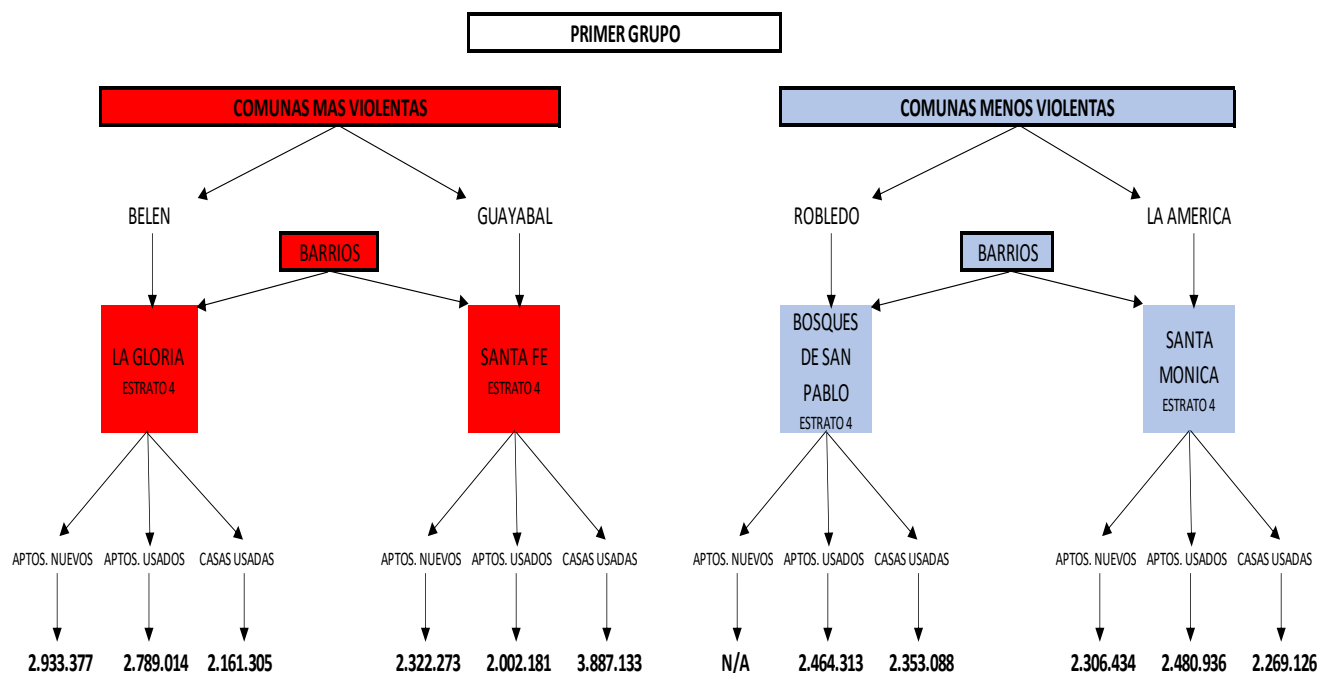 PRIMER GRUPO
COMUNAS MAS VIOLENTAS
COMUNAS MENOS VIOLENTAS
BELEN
GUAYABAL
ROBLEDO
LA AMERICA
BARRIOS
BARRIOS
LA GLORIA
ESTRATO 4
SANTA FE
ESTRATO 4
BOSQUES
DE SAN
PABLO
ESTRATO 4
SANTA
MONICA
ESTRATO 4
APTOS. NUEVOS APTOS. USADOS CASAS USADAS
APTOS. NUEVOS APTOS. USADOS CASAS USADAS
APTOS. NUEVOS APTOS. USADOS CASAS USADAS
APTOS. NUEVOS APTOS. USADOS CASAS USADAS
2.933.377 2.789.014 2.161.305
2.322.273 2.002.181 3.887.133
N/A 2.464.313 2.353.088
2.306.434 2.480.936 2.269.126